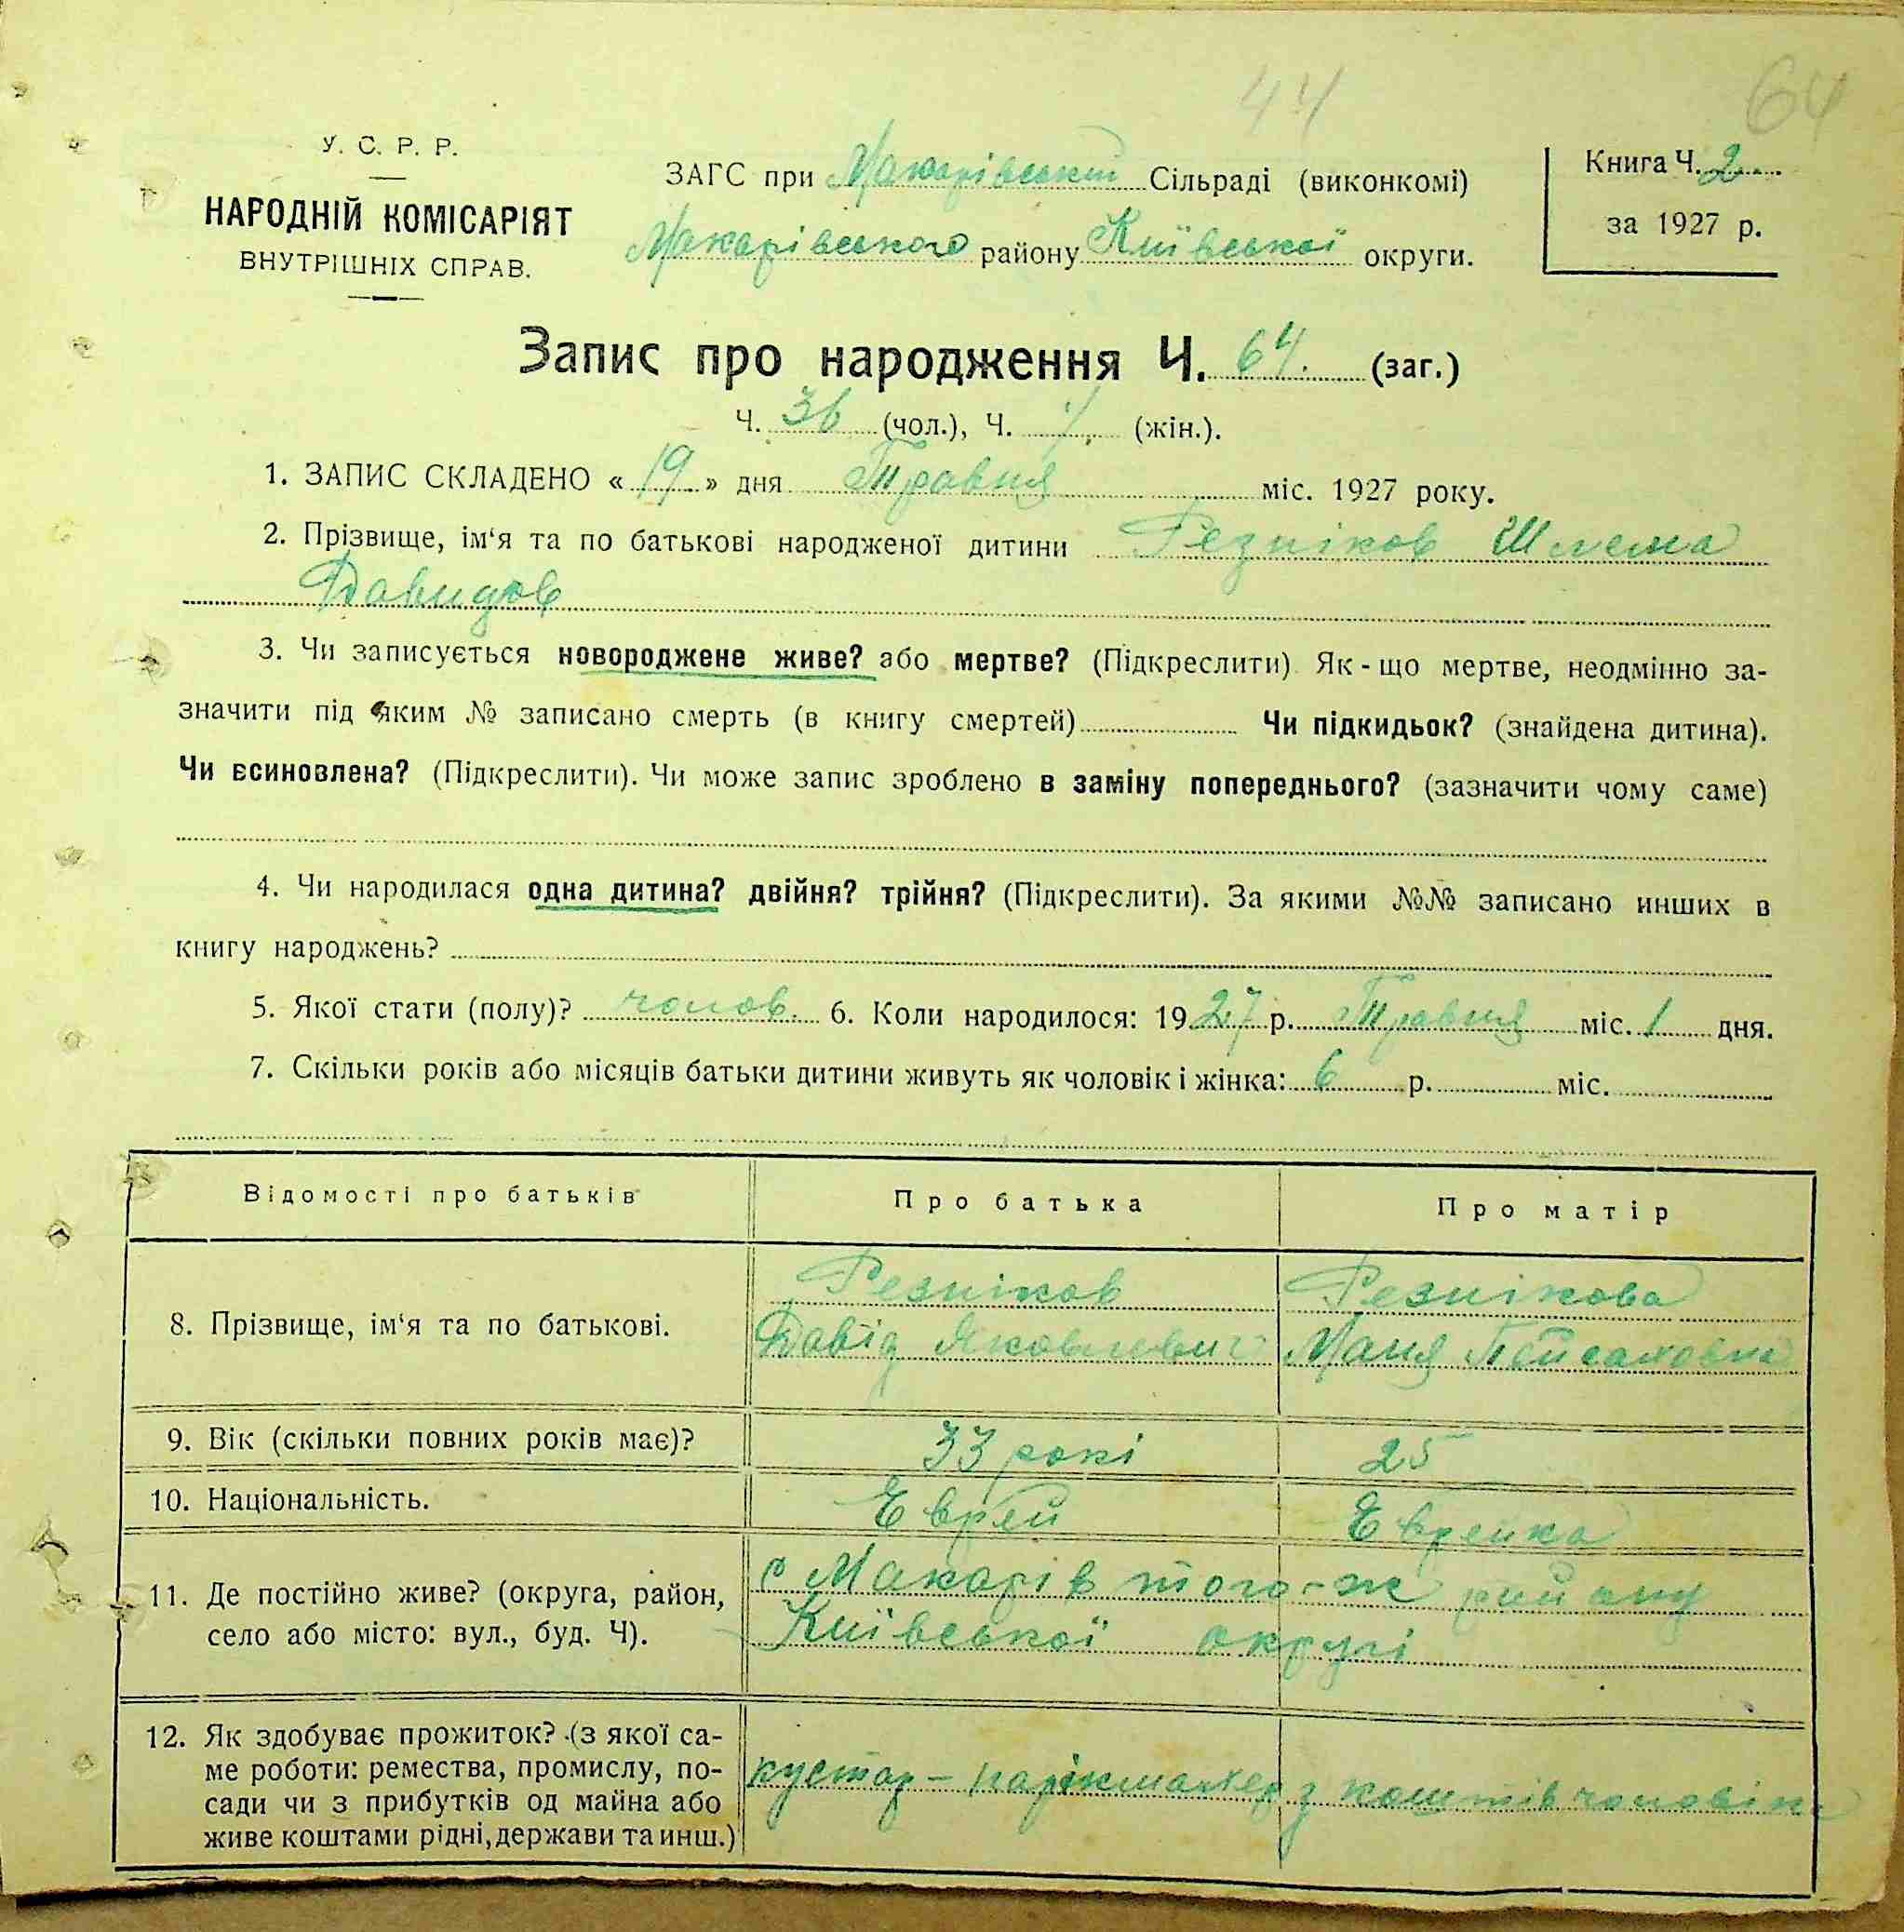 44
64
У. С. Р. Р.
НАРОДНІЙ КОМІСАРІЯТ
ВНУТРІШНІХ СПРАВ.
ЗАГС при Макарівський Сільраді (виконкомі)
Макарівського району Київської округи.
Книга Ч. 2
за 1927 р.
Запис про народження Ч. 64. (заг.)
Ч. 36 (чол.), Ч. (жін.).
1. ЗАПИС СКЛАДЕНО « 19 » дня Травня міс. 1927 року.
2. Прізвище, ім‘я та по батькові народженої дитини Резніков Шлема
Давидов
3. Чи записується новороджене живе? або мертве? (Підкреслити) Як-що мертве, неодмінно за-
значити під яким № записано смерть (в книгу смертей) Чи підкидьок? (знайдена дитина).
Чи всиновлена? (Підкреслити). Чи може запис зроблено в заміну попереднього? (зазначити чому саме)
4. Чи народилася одна дитина? двійня? трійня? (Підкреслити). За якими №№ записано инших в
книгу народжень?
5. Якої стати (полу)? чолов. 6. Коли народилося: 1927 р. Травня міс. 1 дня.
7. Скільки років або місяців батьки дитини живуть як чоловік і жінка: 6 р. міс.
Відомості про батьків Про батька Про матір
8. Прізвище, ім‘я та по батькові.
Резніков
Давід Яковлевич
Резнікова
Маня Пейсаховна
9. Вік (скільки повних років має)? 33 рокі 25
10. Національність. Еврей Еврейка
11. Де постійно живе? (округа, район,
село або місто: вул., буд. Ч).
с Макарів того-ж району
Київської округі
12. Як здобуває прожиток? (з якої са-
ме роботи: ремества, промислу, по-
сади чи з прибутків од майна або
живе коштами рідні, держави та инш.)
кустар - парікмахер
з коштів чоловіка